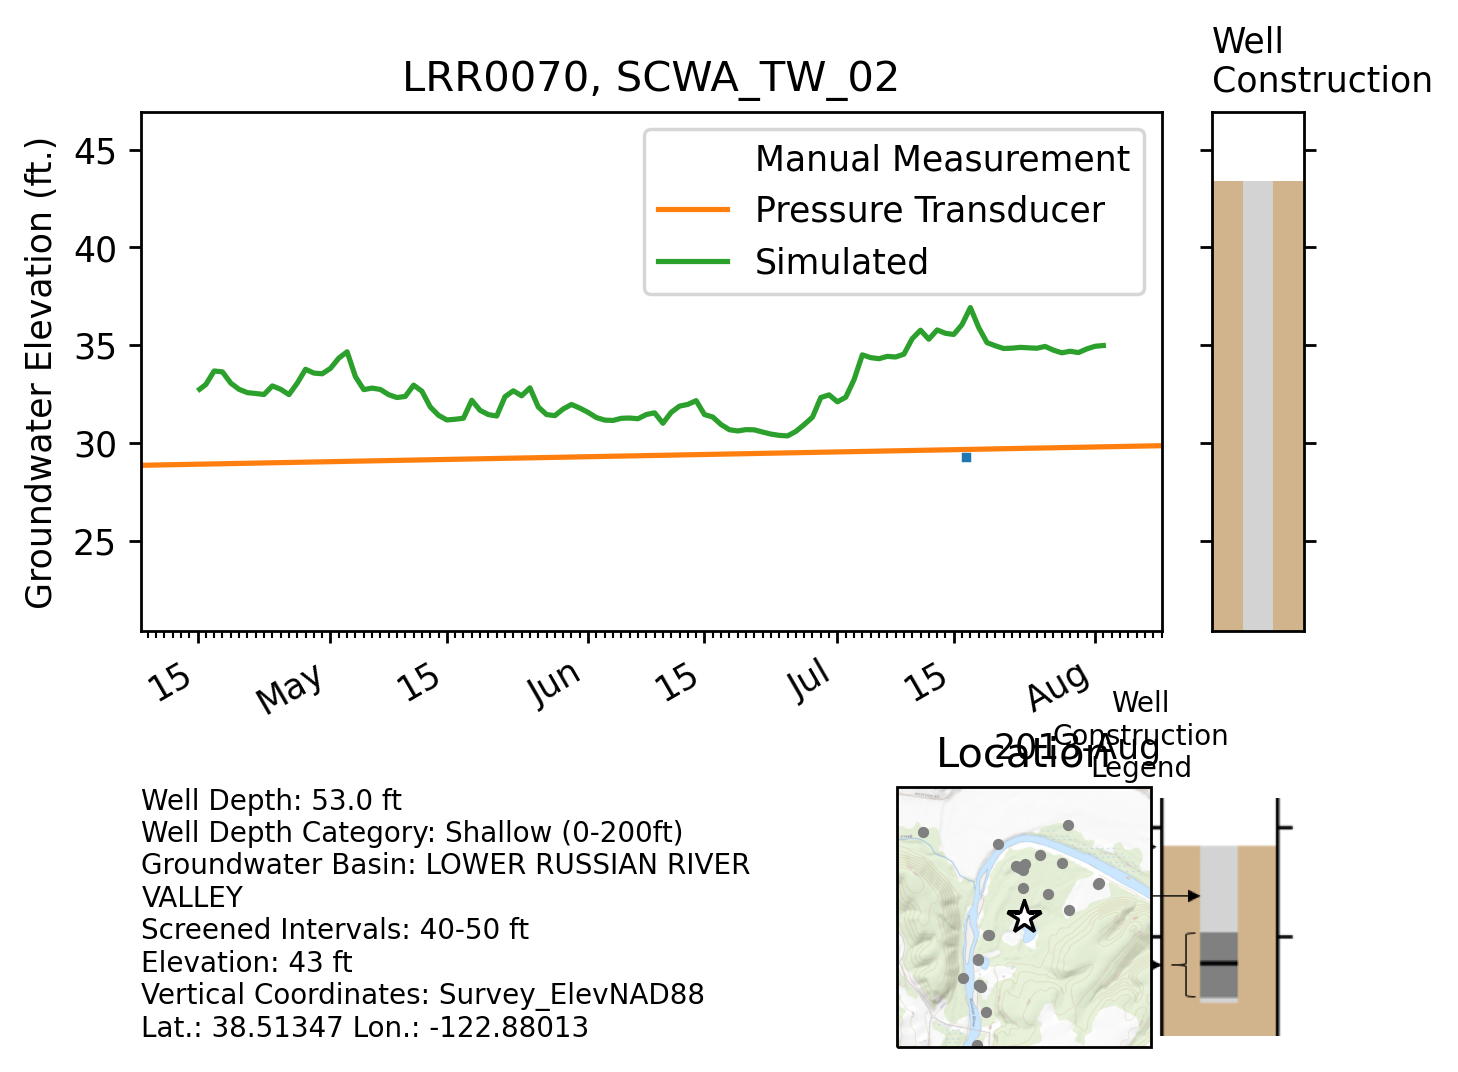 Well
Construction
LRR0070, SCWA_TW_02
Groundwater Elevation (ft.)
45
40
35
30
25
Manual Measurement
Pressure Transducer
Simulated
15
May
15
Jun
15
Jul
15
Aug
2013-Aug
Location
Well
Construction
Legend
Well Depth: 53.0 ft
Well Depth Category: Shallow (0-200ft)
Groundwater Basin: LOWER RUSSIAN RIVER
VALLEY
Screened Intervals: 40-50 ft
Elevation: 43 ft
Vertical Coordinates: Survey_ElevNAD88
Lat.: 38.51347 Lon.: -122.88013